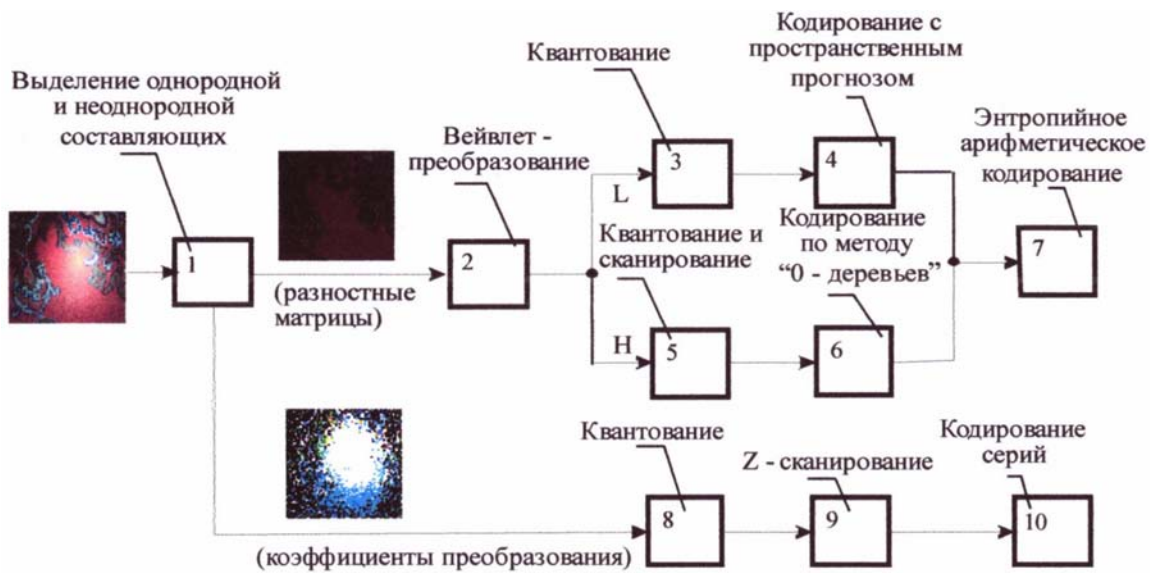 Выделение однородной
и неоднородной
составляющих
1
(разностные
матрицы)
Вейвлет -
преобразование
2
L
H
Квантование
3
Кодирование с
пространственным
прогнозом
4
Квантование и
сканирование
5
Кодирование
по методу
“0 - деревьев”
6
Энтропийное
арифметическое
кодирование
7
(коэффициенты преобразования)
Квантование
8
Z - сканирование
9
Кодирование
серий
10